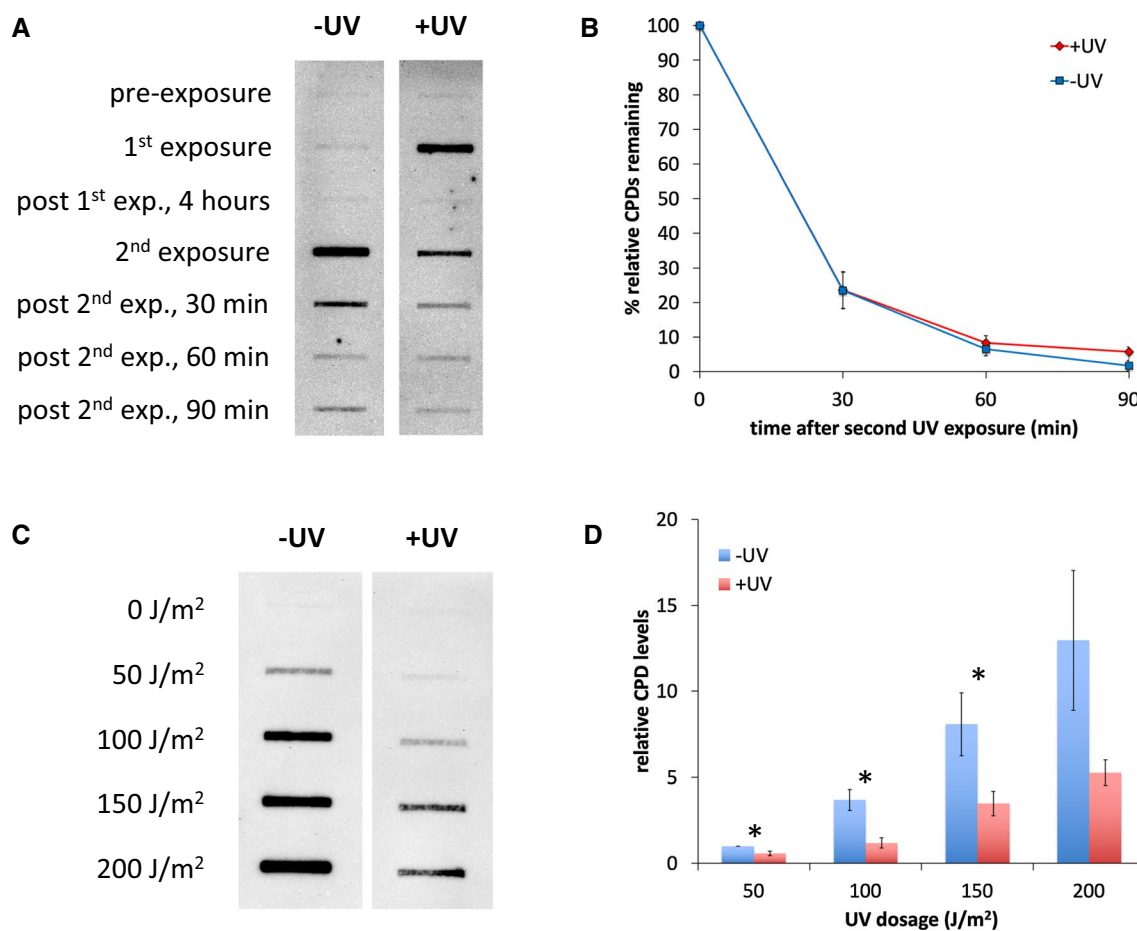 A
-UV +UV
pre-exposure
1st exposure
post 1st exp., 4 hours
2nd exposure
post 2nd exp., 30 min
post 2nd exp., 60 min
post 2nd exp., 90 min
B
100
90
80
70
60
50
40
30
20
10
0
% relative CPDs remaining
+UV
-UV
0 30 60 90
time after second UV exposure (min)
C
-UV +UV
0 J/m²
50 J/m²
100 J/m²
150 J/m²
200 J/m²
D
20
15
10
5
0
relative CPD levels
-UV
+UV
* * *
50 100 150 200
UV dosage (J/m²)